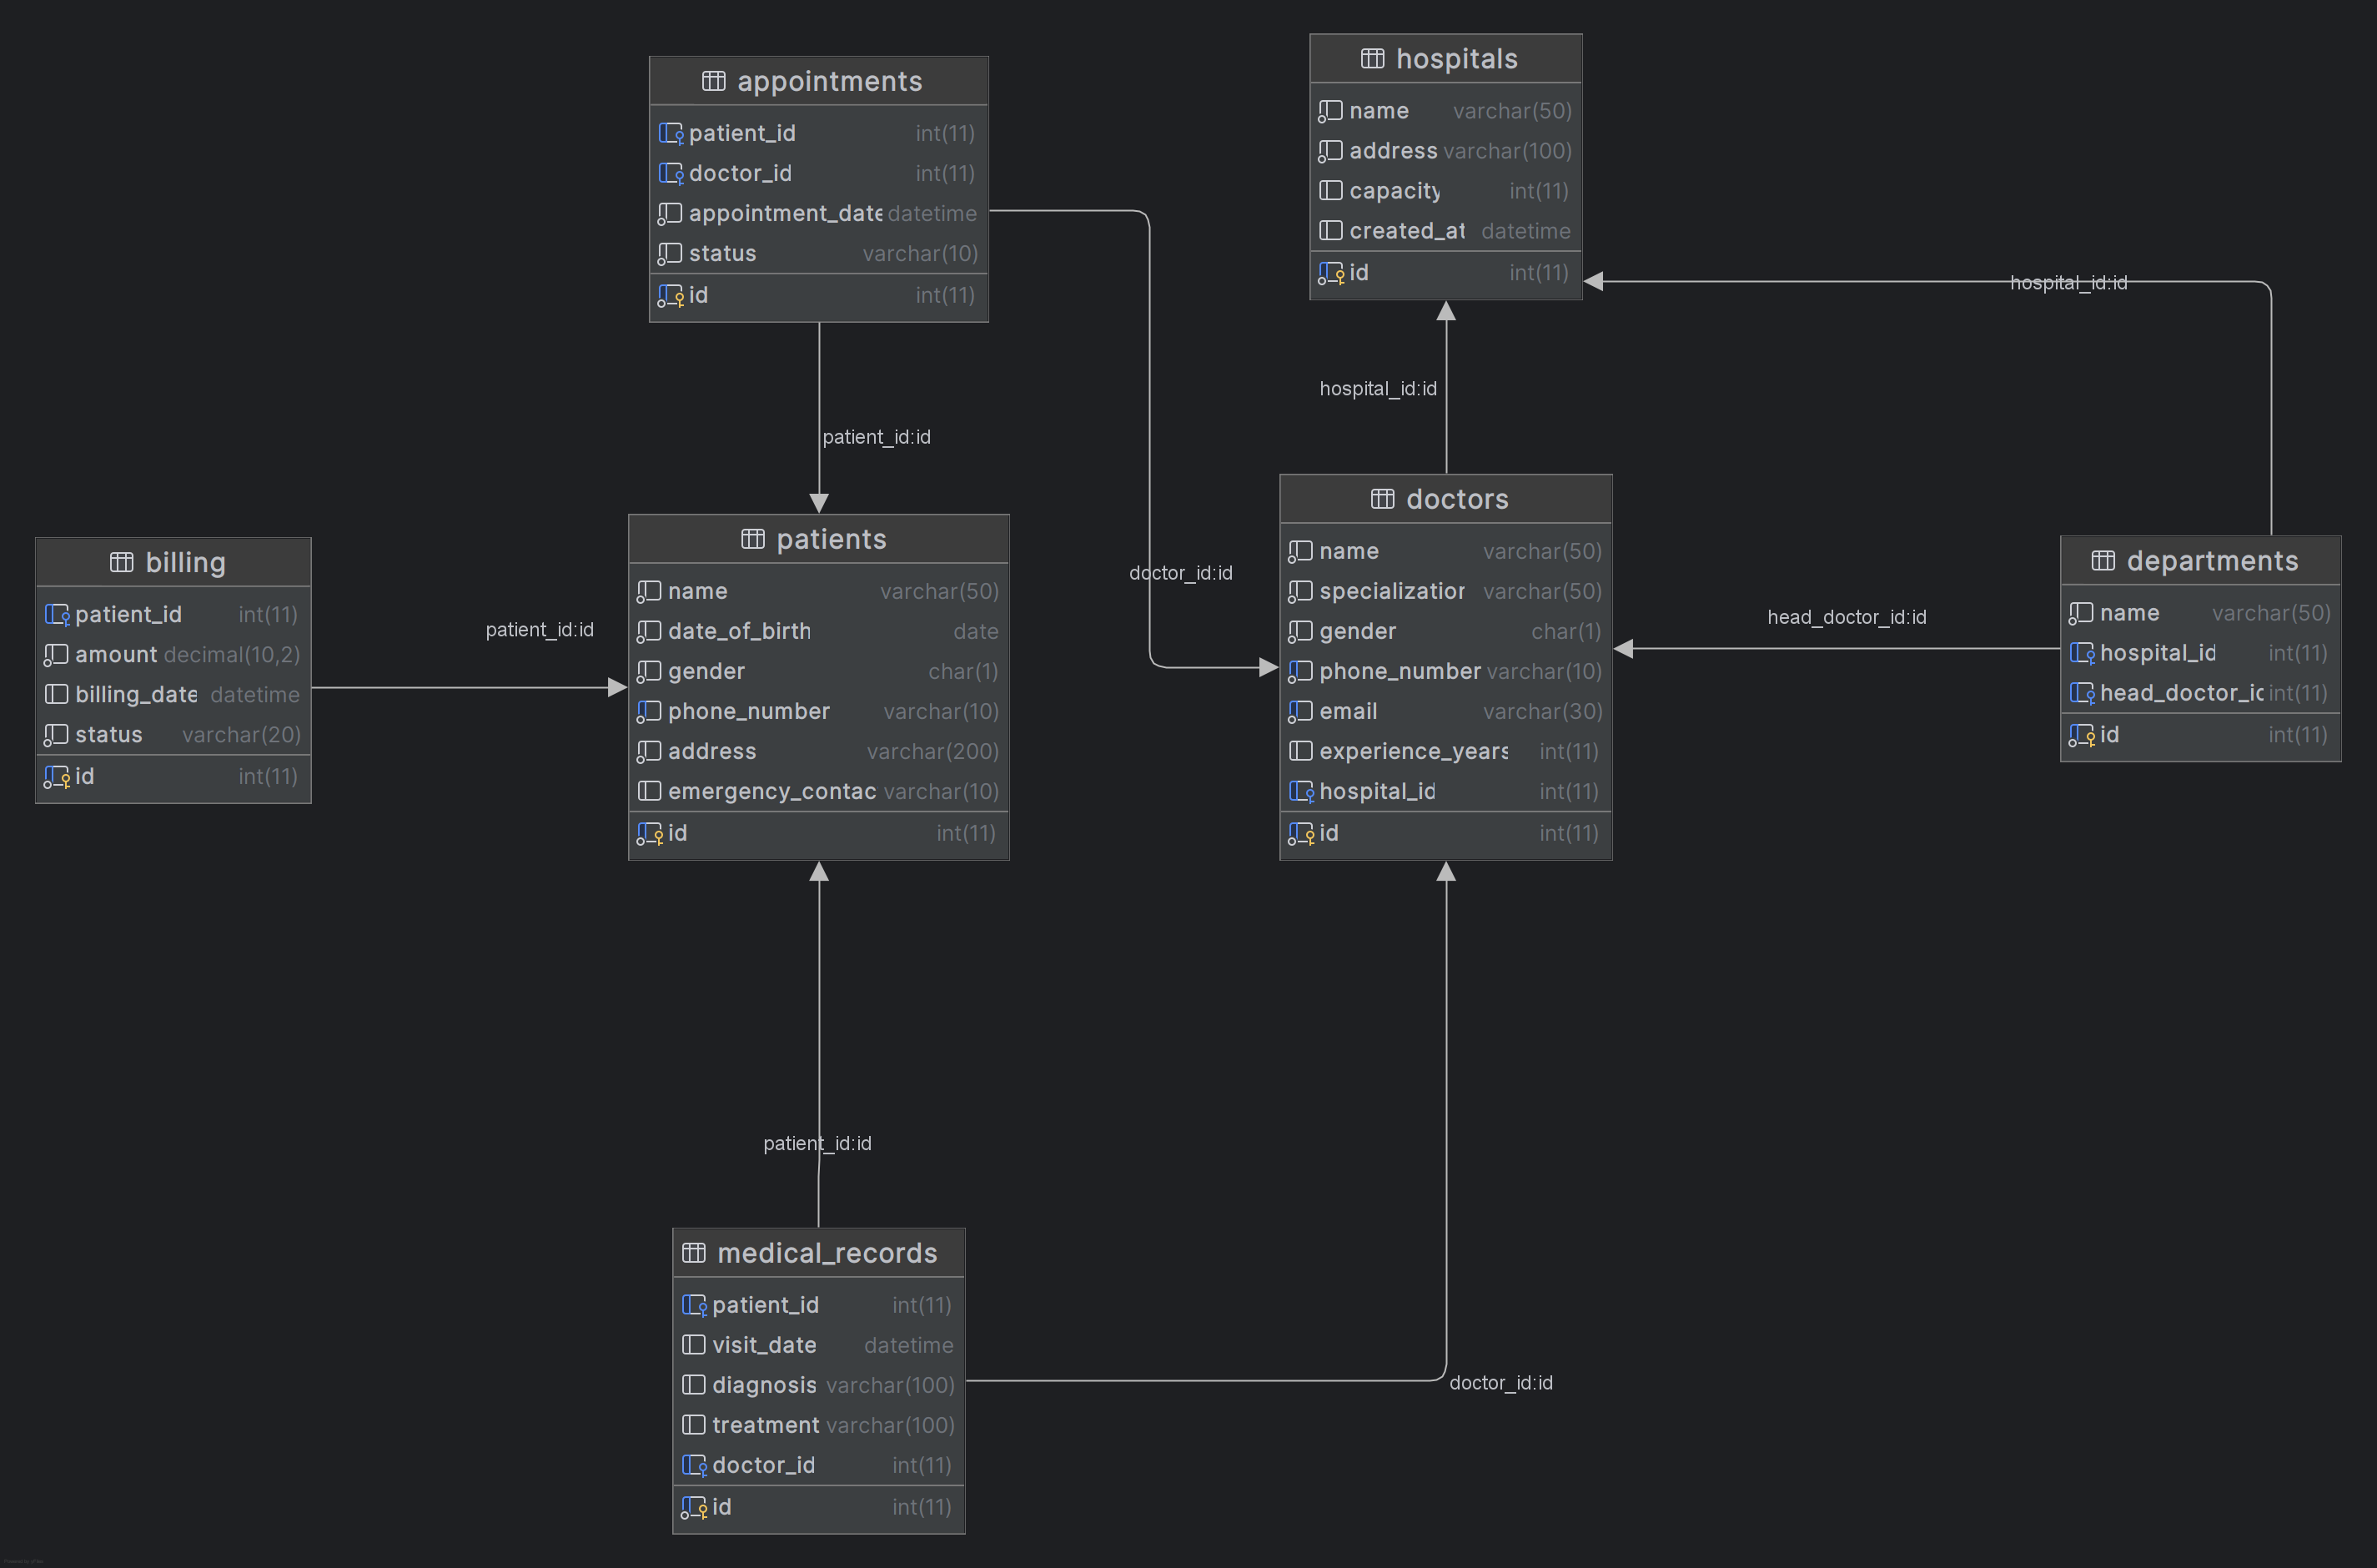 appointments
patient_id int(11)
doctor_id int(11)
appointment_date datetime
status varchar(10)
id int(11)
hospitals
name varchar(50)
address varchar(100)
capacity int(11)
created_at datetime
id int(11)
hospital_id:id
hospital_id:id
patient_id:id
doctor_id:id
billing
patient_id int(11)
amount decimal(10,2)
billing_date datetime
status varchar(20)
id int(11)
patient_id:id
patients
name varchar(50)
date_of_birth date
gender char(1)
phone_number varchar(10)
address varchar(200)
emergency_contac varchar(10)
id int(11)
doctors
name varchar(50)
specialization varchar(50)
gender char(1)
phone_number varchar(10)
email varchar(30)
experience_years int(11)
hospital_id int(11)
id int(11)
head_doctor_id:id
departments
name varchar(50)
hospital_id int(11)
head_doctor_id int(11)
id int(11)
patient_id:id
medical_records
patient_id int(11)
visit_date datetime
diagnosis varchar(100)
treatment varchar(100)
doctor_id int(11)
id int(11)
doctor_id:id